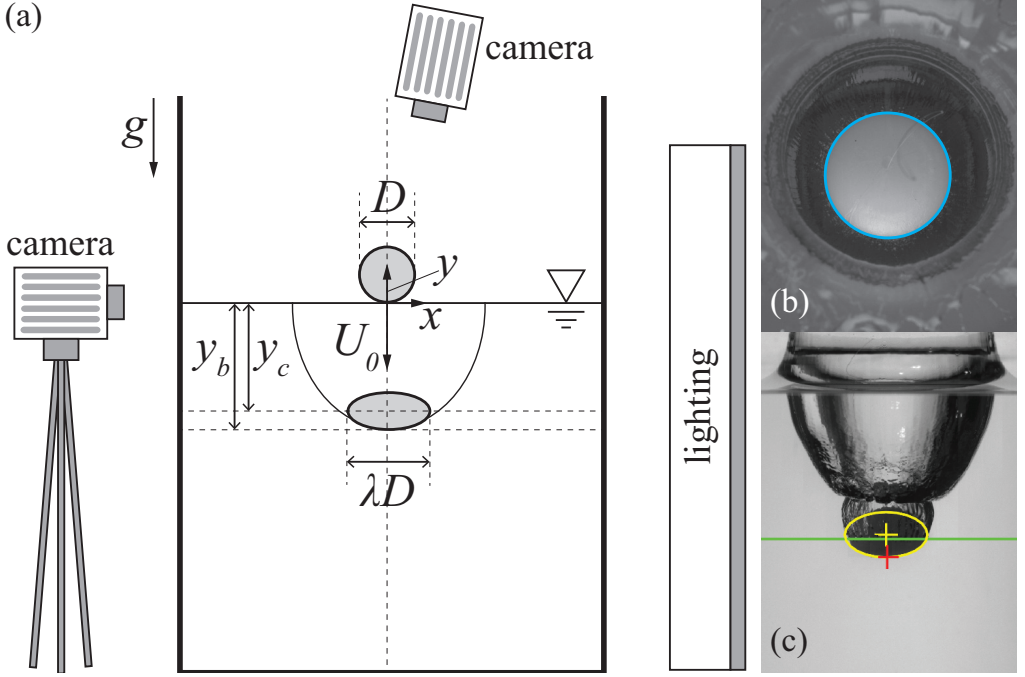 (a)
camera
g
D
camera
y
x
y_b
y_c
U_0
λD
lighting
(b)
(c)